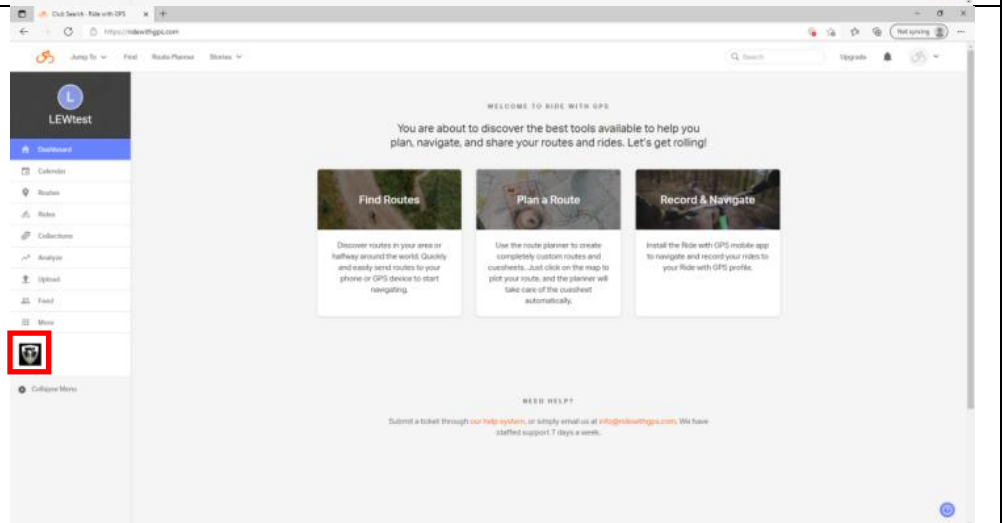 Club Search - Ride with GPS
https://ridewithgps.com
Not syncing
Jump To
Find
Route Planner
Stories
Search
Upgrade
L
LEWtest
Dashboard
Calendar
Routes
Rides
Collections
Analyze
Upload
Feed
More
Collapse Menu
WELCOME TO RIDE WITH GPS
You are about to discover the best tools available to help you
plan, navigate, and share your routes and rides. Let's get rolling!
Find Routes
Discover routes in your area or
halfway around the world. Quickly
and easily send routes to your
phone or GPS device to start
navigating.
Plan a Route
Use the route planner to create
completely custom routes and
cuesheets. Just click on the map to
plot your route, and the planner will
take care of the cuesheet
automatically.
Record & Navigate
Install the Ride with GPS mobile app
to navigate and record your rides to
your Ride with GPS profile.
NEED HELP?
Submit a ticket through our help system, or simply email us at info@ridewithgps.com. We have
staffed support 7 days a week.